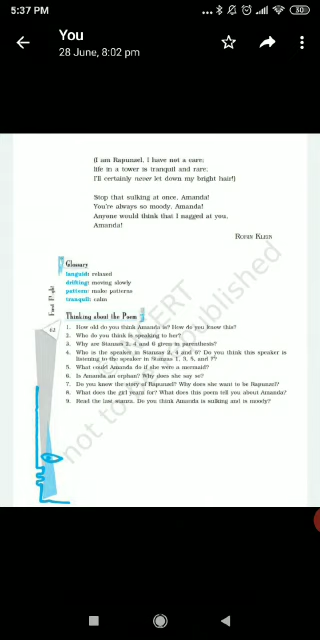 5:37 PM
30
You
28 June, 8:02 pm
(I am Rapunzel, I have not a care;
life in a tower is tranquil and rare;
I'll certainly never let down my bright hair!)
Stop that sulking at once, Amanda!
You're always so moody, Amanda!
Anyone would think that I nagged at you,
Amanda!
ROBIN KLEIN
Glossary
languid: relaxed
drifting: moving slowly
pattern: make patterns
tranquil: calm
First Flight
62
Thinking about the Poem
1. How old do you think Amanda is? How do you know this?
2. Who do you think is speaking to her?
3. Why are Stanzas 2, 4 and 6 given in parenthesis?
4. Who is the speaker in Stanzas 2, 4 and 6? Do you think this speaker is
listening to the speaker in Stanzas 1, 3, 5, and 7?
5. What could Amanda do if she were a mermaid?
6. Is Amanda an orphan? Why does she say so?
7. Do you know the story of Rapunzel? Why does she want to be Rapunzel?
8. What does the girl yearn for? What does this poem tell you about Amanda?
9. Read the last stanza. Do you think Amanda is sulking and is moody?
not to published